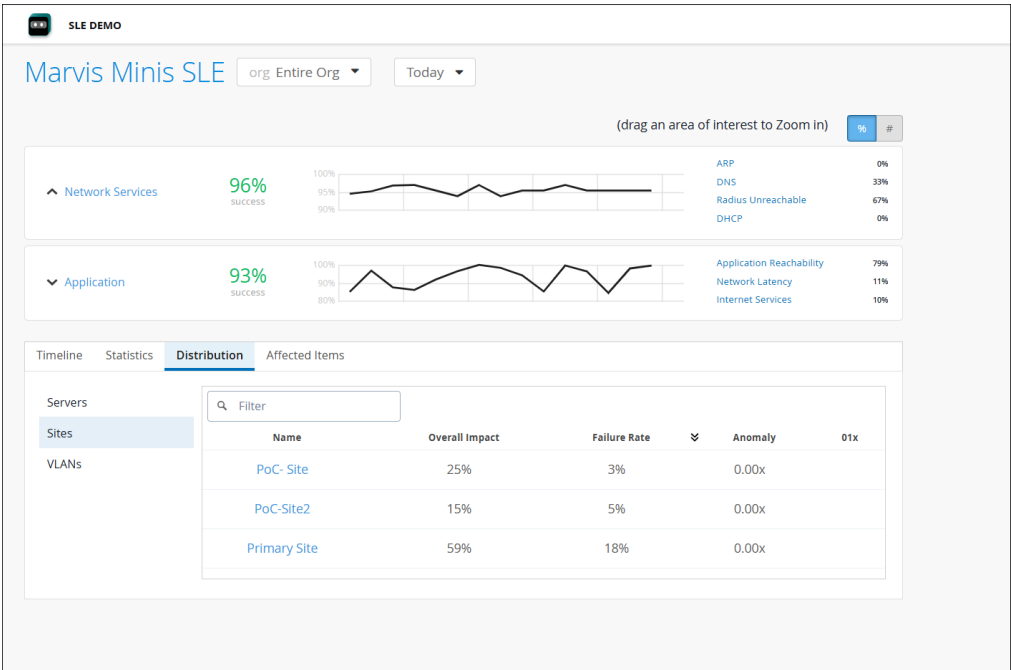 SLE DEMO
Marvis Minis SLE org Entire Org Today
(drag an area of interest to Zoom in) % #
Network Services
96%
success
100%
95%
90%
ARP 0%
DNS 33%
Radius Unreachable 67%
DHCP 0%
Application
93%
success
100%
90%
80%
Application Reachability 79%
Network Latency 11%
Internet Services 10%
Timeline Statistics Distribution Affected Items
Servers
Sites
VLANs
Filter
Name Overall Impact Failure Rate Anomaly 01x
PoC- Site 25% 3% 0.00x
PoC-Site2 15% 5% 0.00x
Primary Site 59% 18% 0.00x